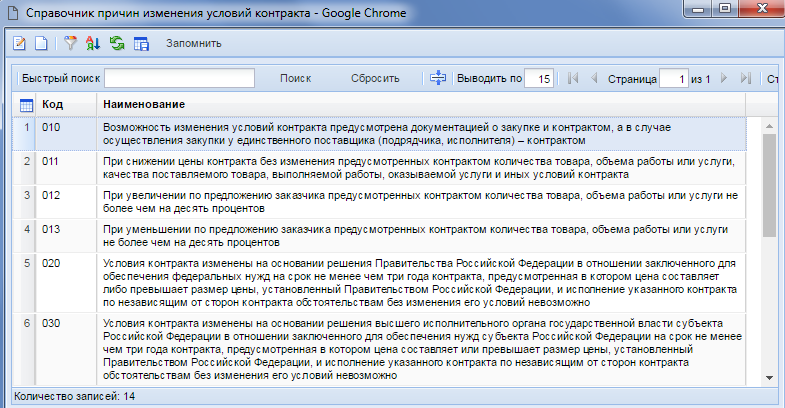 Справочник причин изменения условий контракта - Google Chrome
Запомнить
Быстрый поиск Поиск Сбросить Выводить по 15 Страница 1 из 1 Ст
Код Наименование
1 010 Возможность изменения условий контракта предусмотрена документацией о закупке и контрактом, а в случае
осуществления закупки у единственного поставщика (подрядчика, исполнителя) – контрактом
2 011 При снижении цены контракта без изменения предусмотренных контрактом количества товара, объема работы или услуги,
качества поставляемого товара, выполняемой работы, оказываемой услуги и иных условий контракта
3 012 При увеличении по предложению заказчика предусмотренных контрактом количества товара, объема работы или услуги не
более чем на десять процентов
4 013 При уменьшении по предложению заказчика предусмотренных контрактом количества товара, объема работы или услуги
не более чем на десять процентов
5 020 Условия контракта изменены на основании решения Правительства Российской Федерации в отношении заключенного для
обеспечения федеральных нужд на срок не менее чем три года контракта, предусмотренная в котором цена составляет
либо превышает размер цены, установленный Правительством Российской Федерации, и исполнение указанного контракта
по независящим от сторон контракта обстоятельствам без изменения его условий невозможно
6 030 Условия контракта изменены на основании решения высшего исполнительного органа государственной власти субъекта
Российской Федерации в отношении заключенного для обеспечения нужд субъекта Российской Федерации на срок не менее
чем три года контракта, предусмотренная в котором цена составляет или превышает размер цены, установленный
Правительством Российской Федерации, и исполнение указанного контракта по независящим от сторон контракта
обстоятельствам без изменения его условий невозможно
Количество записей: 14